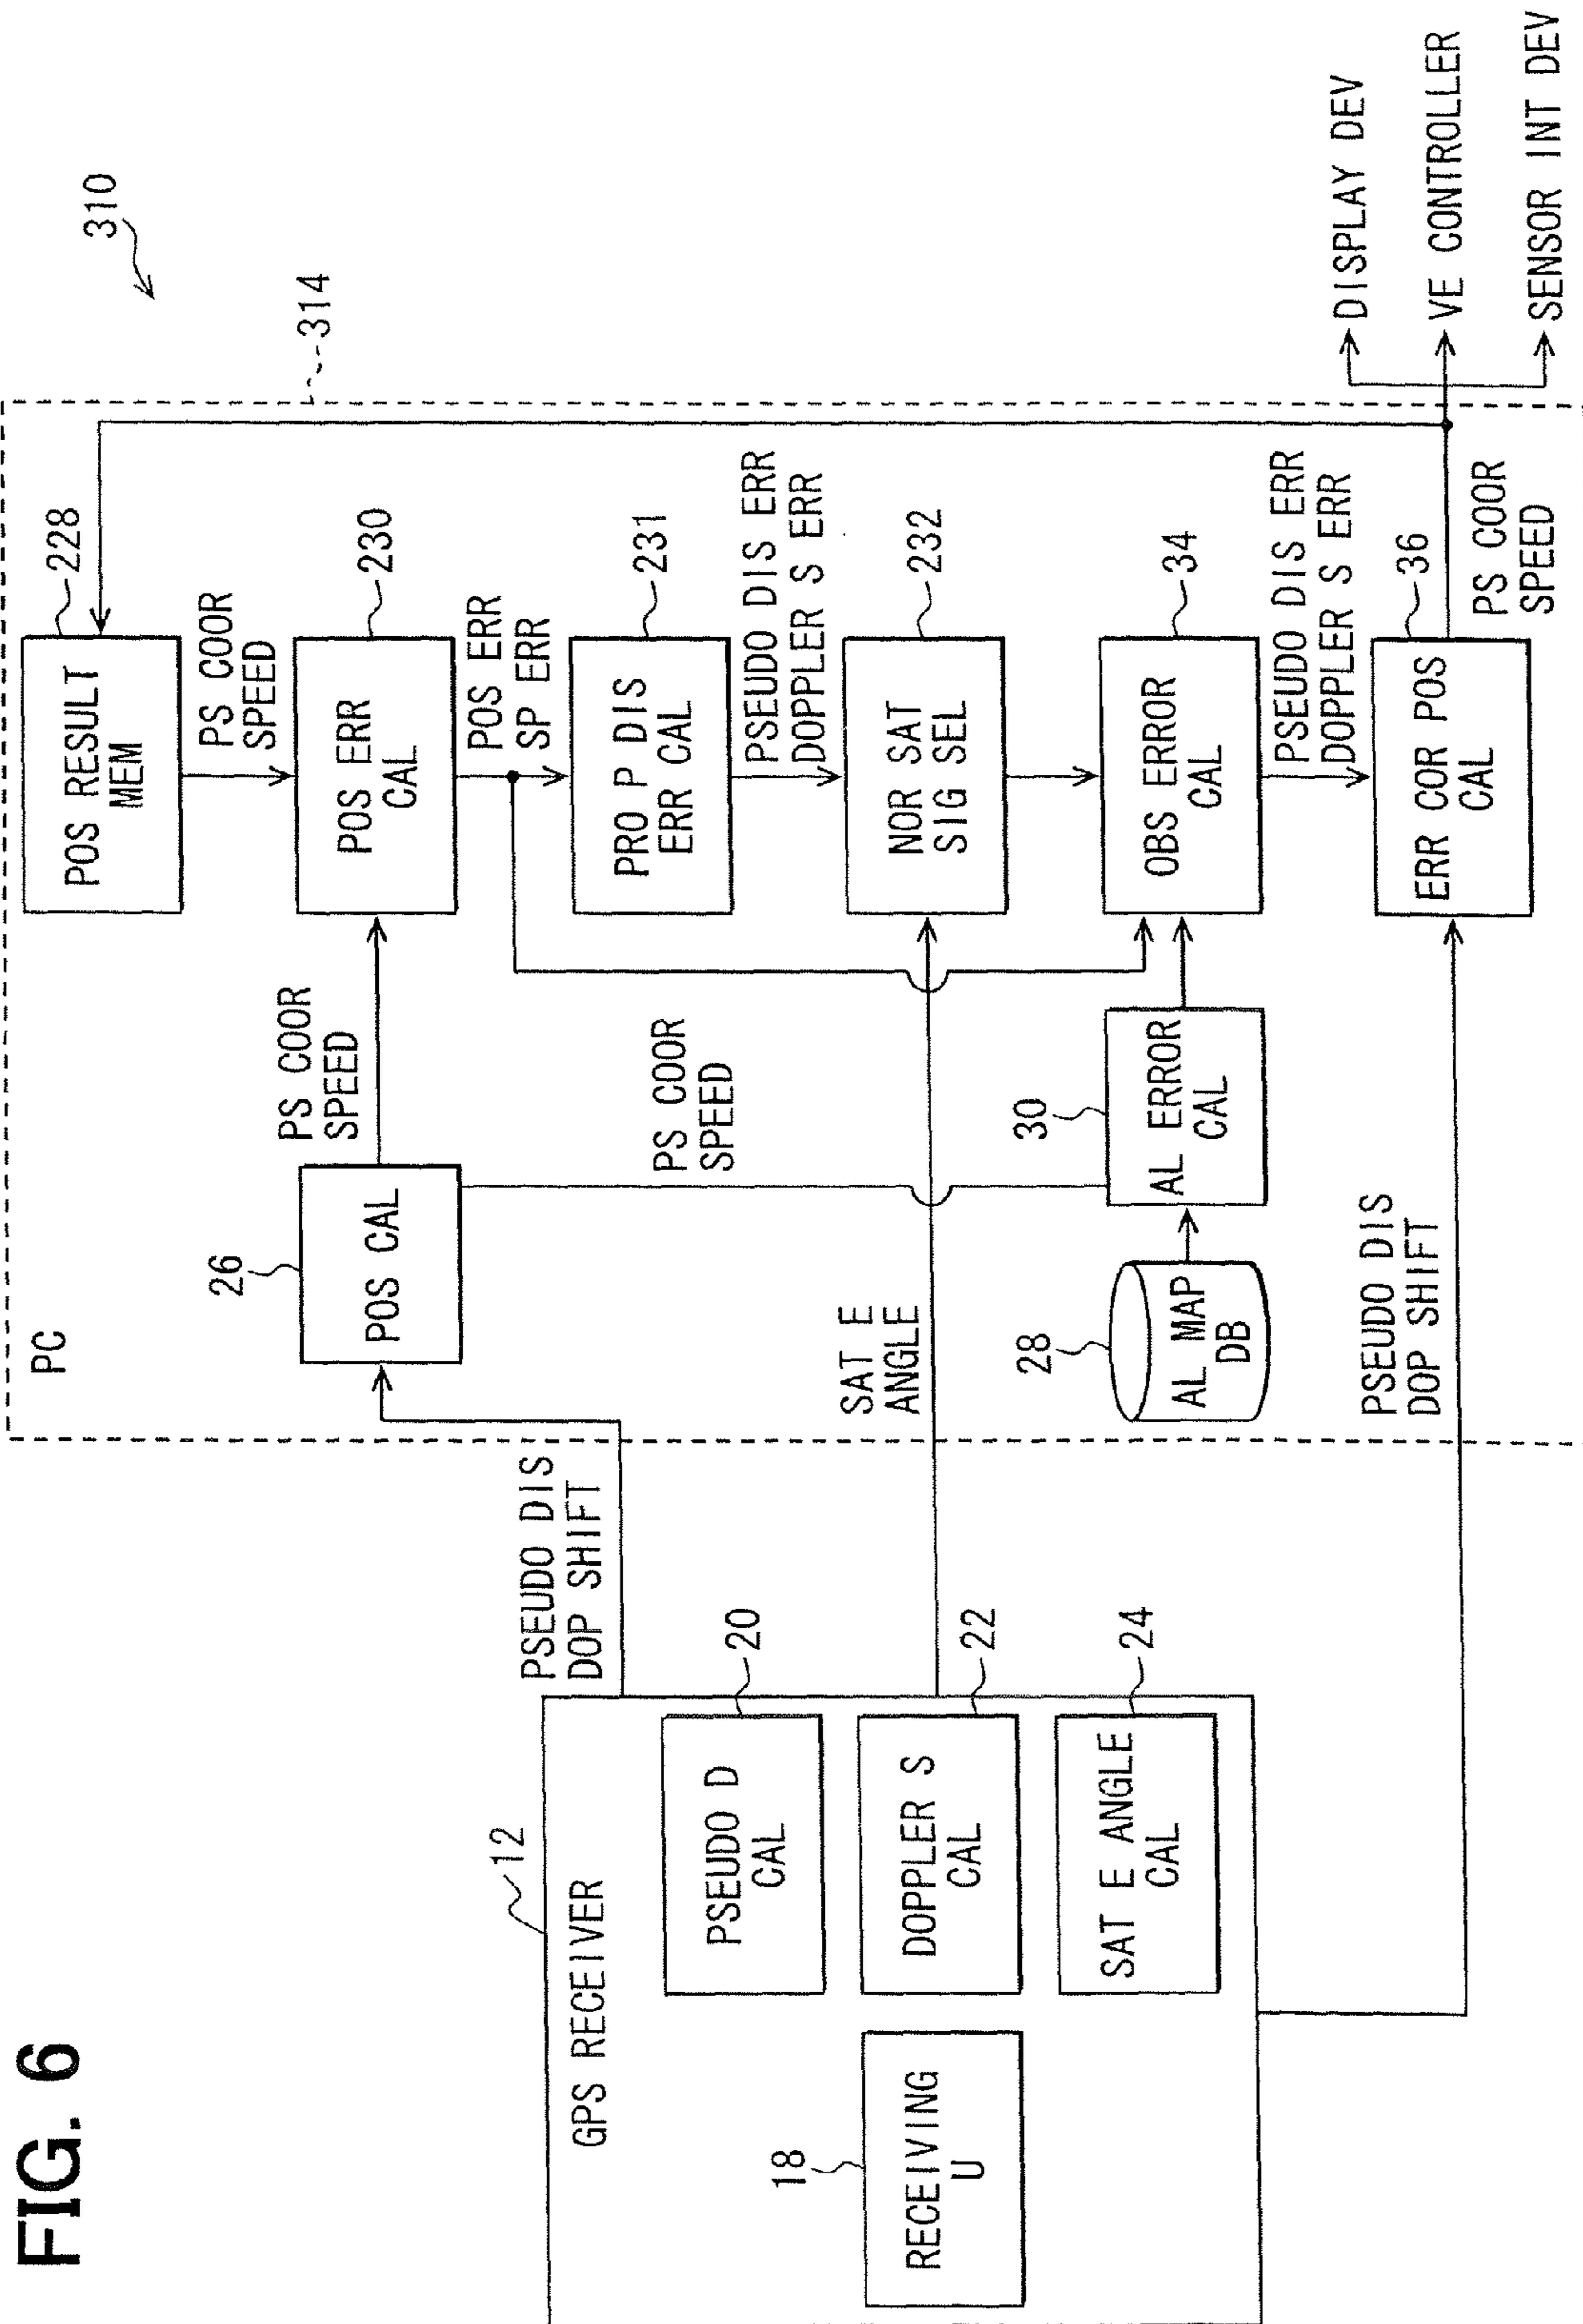 FIG. 6
310
314
12
GPS RECEIVER
18
RECEIVING
U
PSEUDO D
CAL
20
DOPPLER S
CAL
22
SAT E ANGLE
CAL
24
PSEUDO DIS
DOP SHIFT
SAT E
ANGLE
PSEUDO DIS
DOP SHIFT
PC
26
POS CAL
PS COOR
SPEED
PS COOR
SPEED
28
AL MAP
DB
30
AL ERROR
CAL
POS RESULT
MEM
228
PS COOR
SPEED
POS ERR
CAL
230
POS ERR
SP ERR
PRO P DIS
ERR CAL
231
PSEUDO DIS ERR
DOPPLER S ERR
NOR SAT
SIG SEL
232
OBS ERROR
CAL
34
PSEUDO DIS ERR
DOPPLER S ERR
ERR COR POS
CAL
36
PS COOR
SPEED
DISPLAY DEV
VE CONTROLLER
SENSOR INT DEV